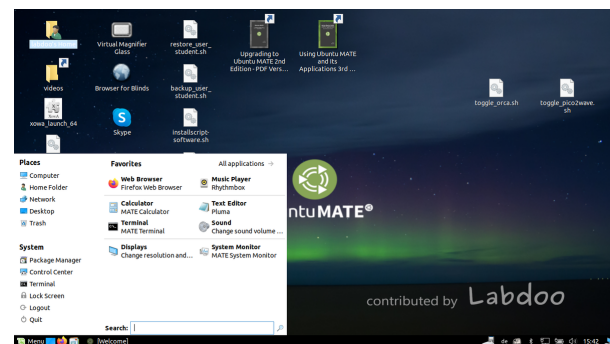 Virtual Magnifier
Glass
restore_user_
student.sh
Upgrading to
Ubuntu MATE 2nd
Edition - PDF Vers...
Using Ubuntu MATE
and Its
Applications 3rd ...
videos
Browser for Blinds
backup_user_
student.sh
toggle_orca.sh
toggle_pico2wave.
sh
xowa_launch_64
Skype
installscript-
software.sh
Places
Computer
Home Folder
Network
Desktop
Trash
System
Package Manager
Control Center
Terminal
Lock Screen
Logout
Quit
Favorites
All applications
Web Browser
Firefox Web Browser
Music Player
Rhythmbox
Calculator
MATE Calculator
Text Editor
Pluma
Terminal
MATE Terminal
Sound
Change sound volume ...
Displays
Change resolution and...
System Monitor
MATE System Monitor
Search:
ntu MATE®
contributed by Labdoo
Menu
[Welcome]
de
15:42